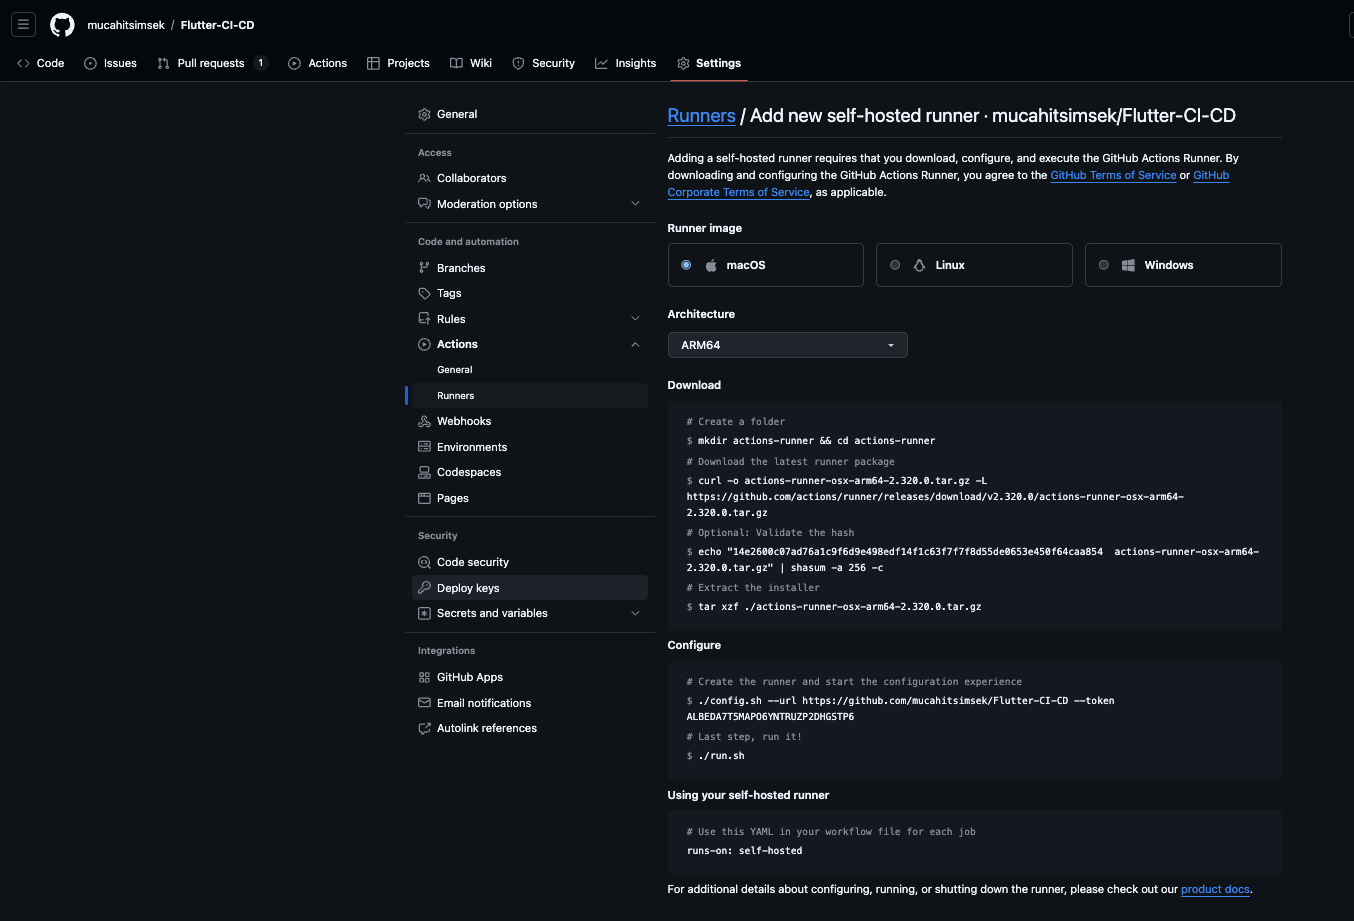 mucahitsimsek / Flutter-CI-CD
Code Issues Pull requests 1 Actions Projects Wiki Security Insights Settings
General
Access
Collaborators
Moderation options
Code and automation
Branches
Tags
Rules
Actions
General
Runners
Webhooks
Environments
Codespaces
Pages
Security
Code security
Deploy keys
Secrets and variables
Integrations
GitHub Apps
Email notifications
Autolink references
Runners / Add new self-hosted runner · mucahitsimsek/Flutter-CI-CD
Adding a self-hosted runner requires that you download, configure, and execute the GitHub Actions Runner. By
downloading and configuring the GitHub Actions Runner, you agree to the GitHub Terms of Service or GitHub
Corporate Terms of Service, as applicable.
Runner image
macOS Linux Windows
Architecture
ARM64
Download
# Create a folder
$ mkdir actions-runner && cd actions-runner
# Download the latest runner package
$ curl -o actions-runner-osx-arm64-2.320.0.tar.gz -L
https://github.com/actions/runner/releases/download/v2.320.0/actions-runner-osx-arm64-
2.320.0.tar.gz
# Optional: Validate the hash
$ echo "14e2600c07ad76a1c9f6d9e498edf14f1c63f7f7f8d55de0653e450f64caa854  actions-runner-osx-arm64-
2.320.0.tar.gz" | shasum -a 256 -c
# Extract the installer
$ tar xzf ./actions-runner-osx-arm64-2.320.0.tar.gz
Configure
# Create the runner and start the configuration experience
$ ./config.sh --url https://github.com/mucahitsimsek/Flutter-CI-CD --token
ALBEDA7T5MAPO6YNTRUZP2DHGSTP6
# Last step, run it!
$ ./run.sh
Using your self-hosted runner
# Use this YAML in your workflow file for each job
runs-on: self-hosted
For additional details about configuring, running, or shutting down the runner, please check out our product docs.